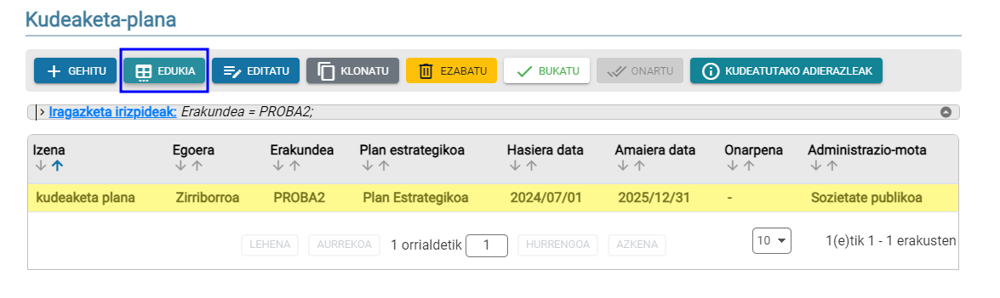 Kudeaketa-plana
GEHITU EDUKIA EDITATU KLONATU EZABATU BUKATU ONARTU KUDEATUTAKO ADIERAZLEAK
Iragazketa irizpideak: Erakundea = PROBA2;
Izena Egoera Erakundea Plan estrategikoa Hasiera data Amaiera data Onarpena Administrazio-mota
kudeaketa plana Zirriborroa PROBA2 Plan Estrategikoa 2024/07/01 2025/12/31 - Sozietate publikoa
LEHENA AURREKOA 1 orrialdetik 1 HURRENGOA AZKENA 10 1(e)tik 1 - 1 erakusten